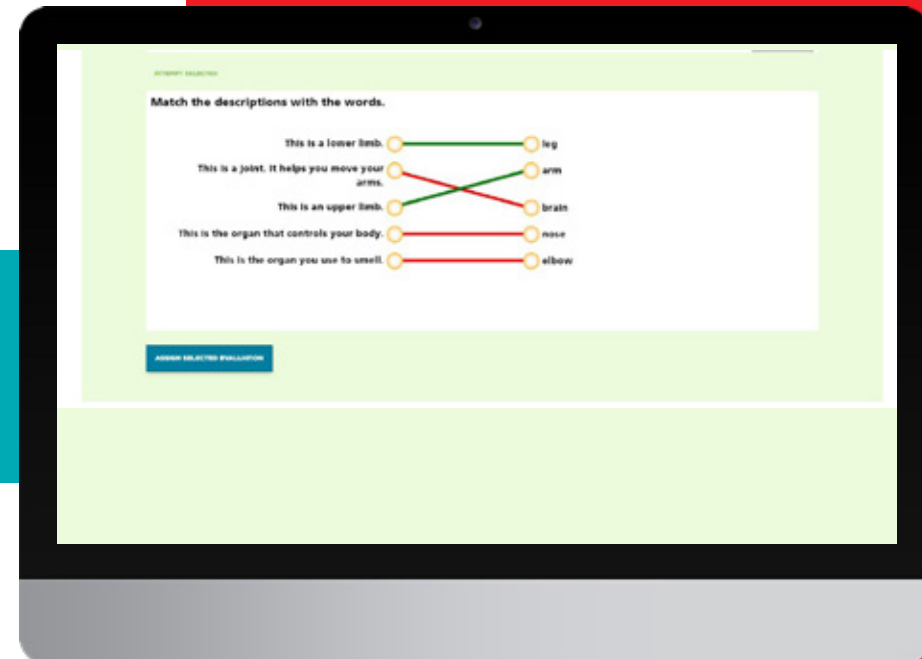 ATTEMPT SELECTED
Match the descriptions with the words.
This is a lower limb. leg
This is a joint. It helps you move your arm
arms.
This is an upper limb. brain
This is the organ that controls your body. nose
This is the organ you use to smell. elbow
ASSIGN SELECTED EVALUATION